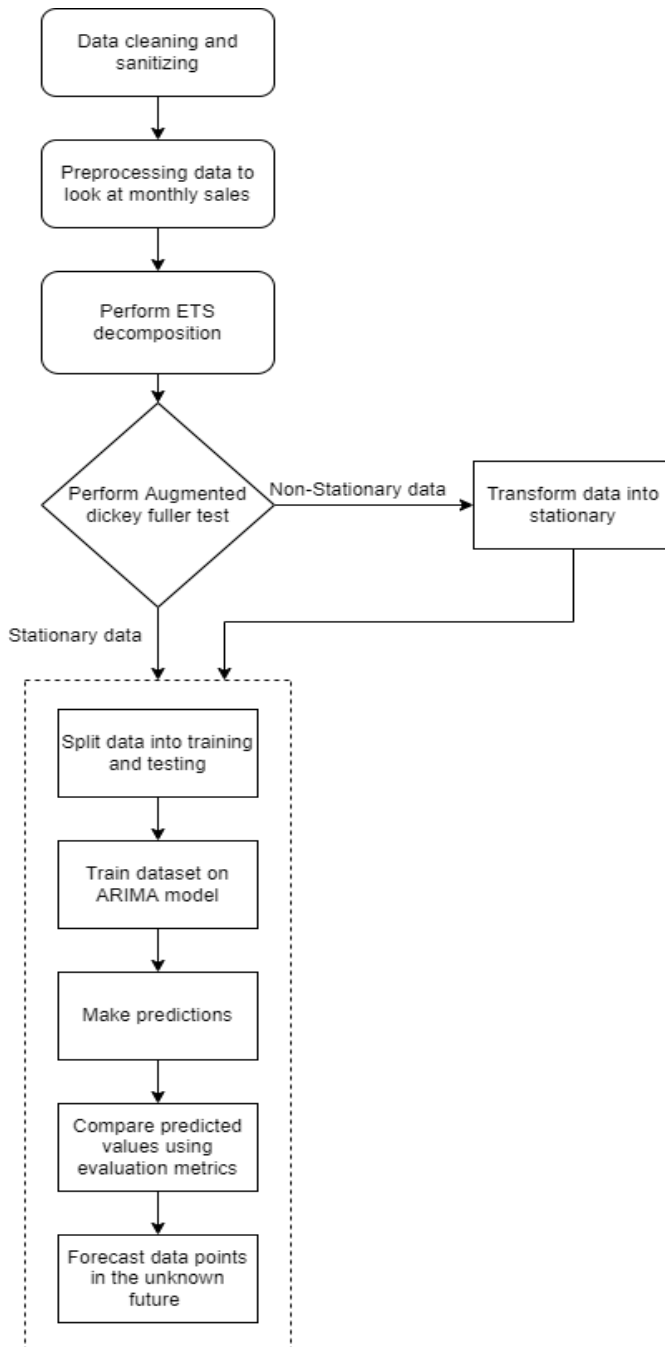 Data cleaning and
sanitizing
Preprocessing data to
look at monthly sales
Perform ETS
decomposition
Perform Augmented
dickey fuller test
Non-Stationary data
Transform data into
stationary
Stationary data
Split data into training
and testing
Train dataset on
ARIMA model
Make predictions
Compare predicted
values using
evaluation metrics
Forecast data points
in the unknown
future